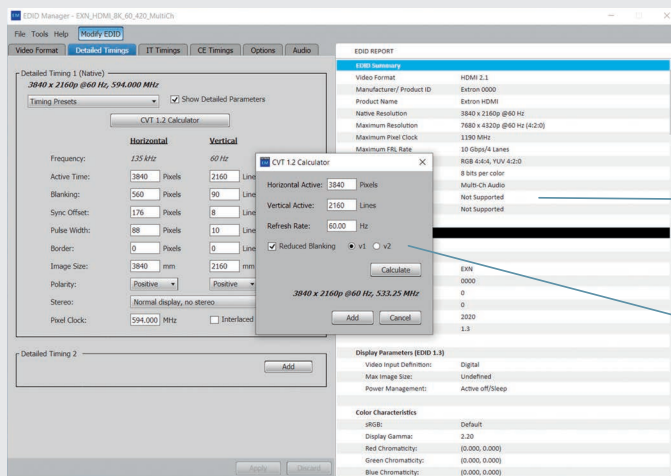 EDID Manager - EXN_HDMI_8K_60_420_MultiCh
File Tools Help Modify EDID
Video Format Detailed Timings IT Timings CE Timings Options Audio
Detailed Timing 1 (Native)
3840 x 2160p @60 Hz, 594.000 MHz
Timing Presets Show Detailed Parameters
CVT 1.2 Calculator
Horizontal Vertical
Frequency: 135 kHz 60 Hz
Active Time: 3840 Pixels 2160 Line
Blanking: 560 Pixels 90 Line
Sync Offset: 176 Pixels 8 Line
Pulse Width: 88 Pixels 10 Line
Border: 0 Pixels 0 Line
Image Size: 3840 mm 2160 mm
Polarity: Positive Positive
Stereo: Normal display, no stereo
Pixel Clock: 594.000 MHz Interlaced
Detailed Timing 2
Add
Apply Discard
CVT 1.2 Calculator
Horizontal Active: 3840 Pixels
Vertical Active: 2160 Lines
Refresh Rate: 60.00 Hz
Reduced Blanking v1 v2
Calculate
3840 x 2160p @60 Hz, 533.25 MHz
Add Cancel
EDID REPORT
EDID Summary
Video Format HDMI 2.1
Manufacturer/ Product ID Extron 0000
Product Name Extron HDMI
Native Resolution 3840 x 2160p @60 Hz
Maximum Resolution 7680 x 4320p @60 Hz (4:2:0)
Maximum Pixel Clock 1190 MHz
Maximum FRL Rate 10 Gbps/4 Lanes
RGB 4:4:4, YUV 4:2:0
8 bits per color
Multi-Ch Audio
Not Supported
Not Supported
EXN
0000
0
0
2020
1.3
Display Parameters (EDID 1.3)
Video Input Definition: Digital
Max Image Size: Undefined
Power Management: Active off/Sleep
Color Characteristics
sRGB: Default
Display Gamma: 2.20
Red Chromaticity: (0.000, 0.000)
Green Chromaticity: (0.000, 0.000)
Blue Chromaticity: (0.000, 0.000)